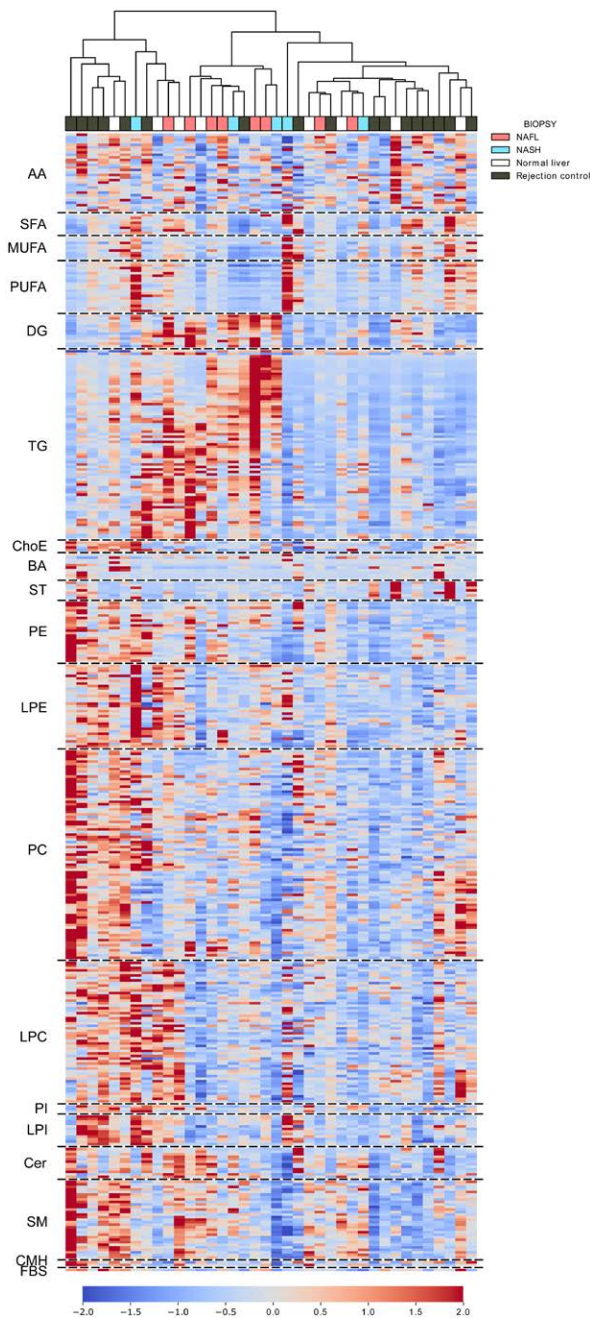 BIOPSY
NAFL
NASH
Normal liver
Rejection control
AA
SFA
MUFA
PUFA
DG
TG
ChoE
BA
ST
PE
LPE
PC
LPC
PI
LPI
Cer
SM
CMH
FBS
−2.0 −1.5 −1.0 −0.5 0.0 0.5 1.0 1.5 2.0